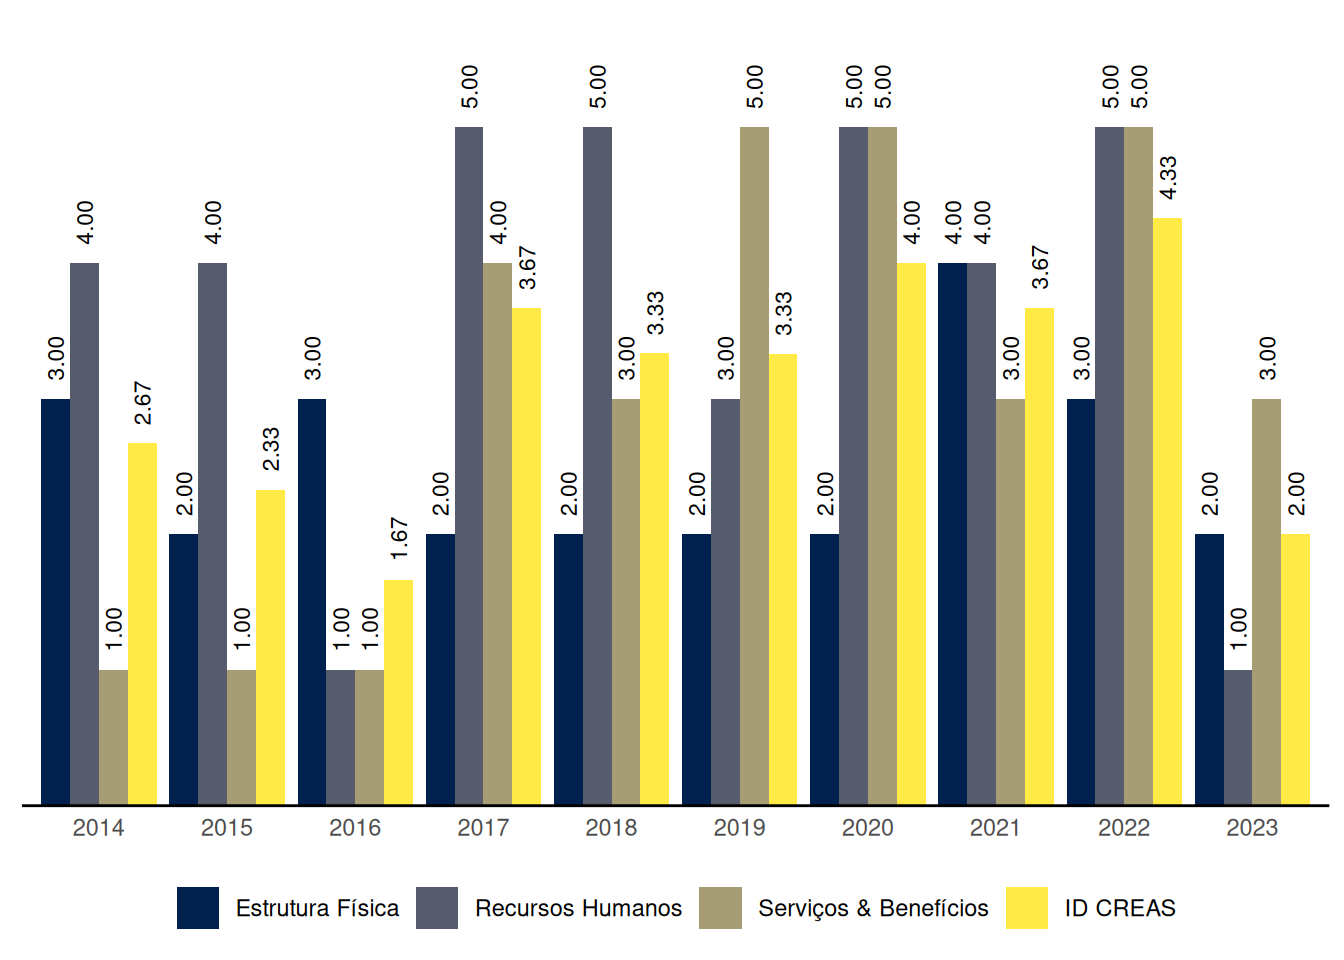 5.00 5.00 5.00 5.00 5.00 5.00 5.00
4.33
4.00 4.00 4.00 4.00 4.00 4.00
3.67 3.67
3.33 3.33
3.00 3.00 3.00 3.00 3.00 3.00 3.00
2.67
2.33
2.00 2.00 2.00 2.00 2.00 2.00 2.00
1.67
1.00 1.00 1.00 1.00 1.00
2014 2015 2016 2017 2018 2019 2020 2021 2022 2023
Estrutura Física Recursos Humanos Serviços & Benefícios ID CREAS